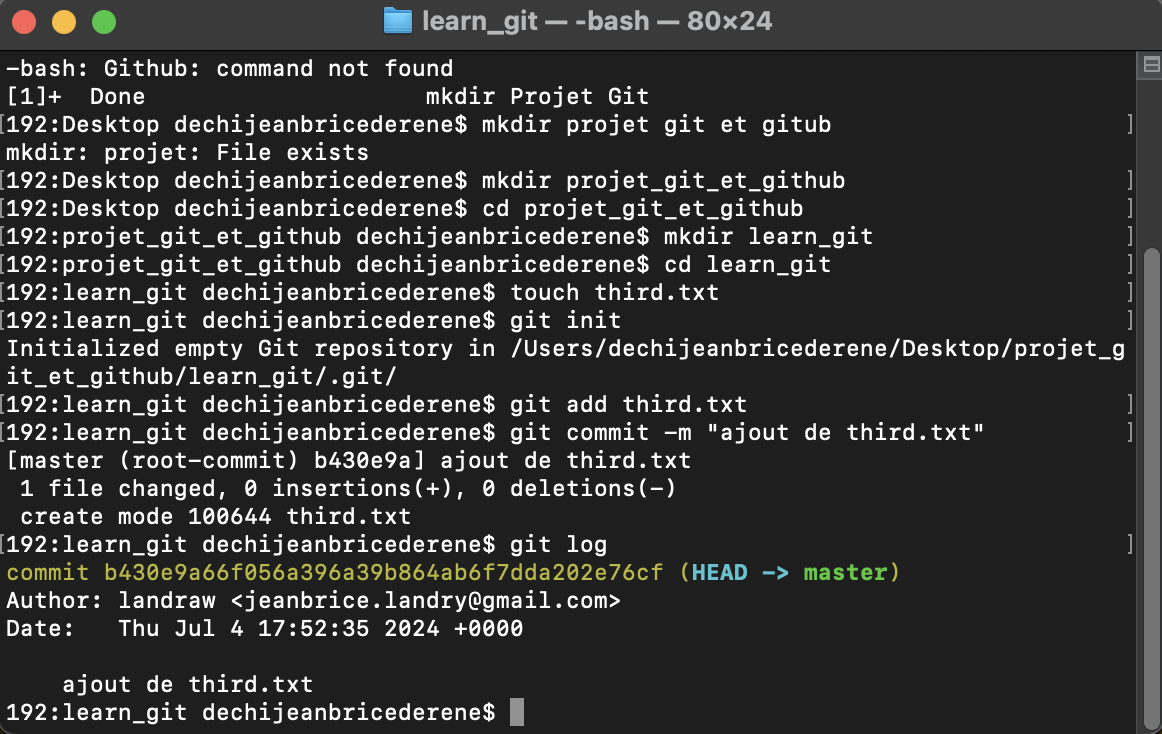 learn_git — -bash — 80×24
-bash: Github: command not found
[1]+  Done                    mkdir Projet Git
[192:Desktop dechijeanbricederene$ mkdir projet git et gitub                     ]
mkdir: projet: File exists
[192:Desktop dechijeanbricederene$ mkdir projet_git_et_github                    ]
[192:Desktop dechijeanbricederene$ cd projet_git_et_github                       ]
[192:projet_git_et_github dechijeanbricederene$ mkdir learn_git                  ]
[192:projet_git_et_github dechijeanbricederene$ cd learn_git                     ]
[192:learn_git dechijeanbricederene$ touch third.txt                             ]
[192:learn_git dechijeanbricederene$ git init                                    ]
Initialized empty Git repository in /Users/dechijeanbricederene/Desktop/projet_g
it_et_github/learn_git/.git/
[192:learn_git dechijeanbricederene$ git add third.txt                           ]
[192:learn_git dechijeanbricederene$ git commit -m "ajout de third.txt"          ]
[master (root-commit) b430e9a] ajout de third.txt
 1 file changed, 0 insertions(+), 0 deletions(-)
 create mode 100644 third.txt
[192:learn_git dechijeanbricederene$ git log                                     ]
commit b430e9a66f056a396a39b864ab6f7dda202e76cf (HEAD -> master)
Author: landraw <jeanbrice.landry@gmail.com>
Date:   Thu Jul 4 17:52:35 2024 +0000

    ajout de third.txt
192:learn_git dechijeanbricederene$